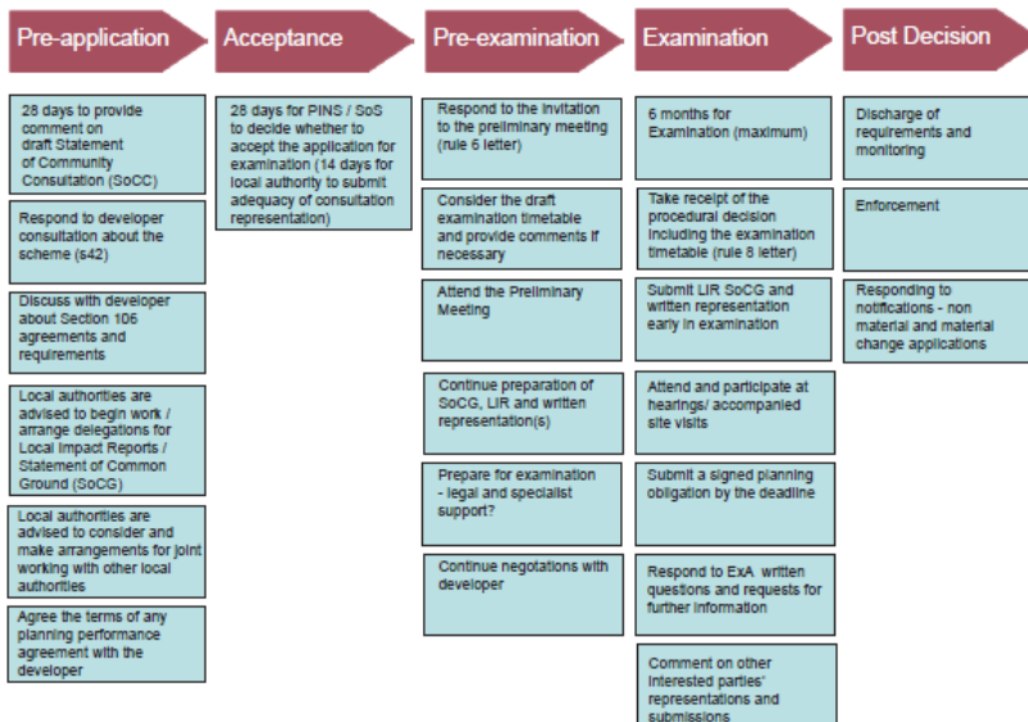 Pre-application
Acceptance
Pre-examination
Examination
Post Decision
28 days to provide
comment on
draft Statement
of Community
Consultation (SoCC)
Respond to developer
consultation about the
scheme (s42)
Discuss with developer
about Section 106
agreements and
requirements
Local authorities are
advised to begin work /
arrange delegations for
Local Impact Reports /
Statement of Common
Ground (SoCG)
Local authorities are
advised to consider and
make arrangements for joint
working with other local
authorities
Agree the terms of any
planning performance
agreement with the
developer
28 days for PINS / SoS
to decide whether to
accept the application for
examination (14 days for
local authority to submit
adequacy of consultation
representation)
Respond to the invitation
to the preliminary meeting
(rule 6 letter)
Consider the draft
examination timetable
and provide comments if
necessary
Attend the Preliminary
Meeting
Continue preparation of
SoCG, LIR and written
representation(s)
Prepare for examination
- legal and specialist
support?
Continue negotations with
developer
6 months for
Examination (maximum)
Take receipt of the
procedural decision
including the examination
timetable (rule 8 letter)
Submit LIR SoCG and
written representation
early in examination
Attend and participate at
hearings/ accompanied
site visits
Submit a signed planning
obligation by the deadline
Respond to ExA written
questions and requests for
further information
Comment on other
interested parties'
representations and
submissions
Discharge of
requirements and
monitoring
Enforcement
Responding to
notifications - non
material and material
change applications